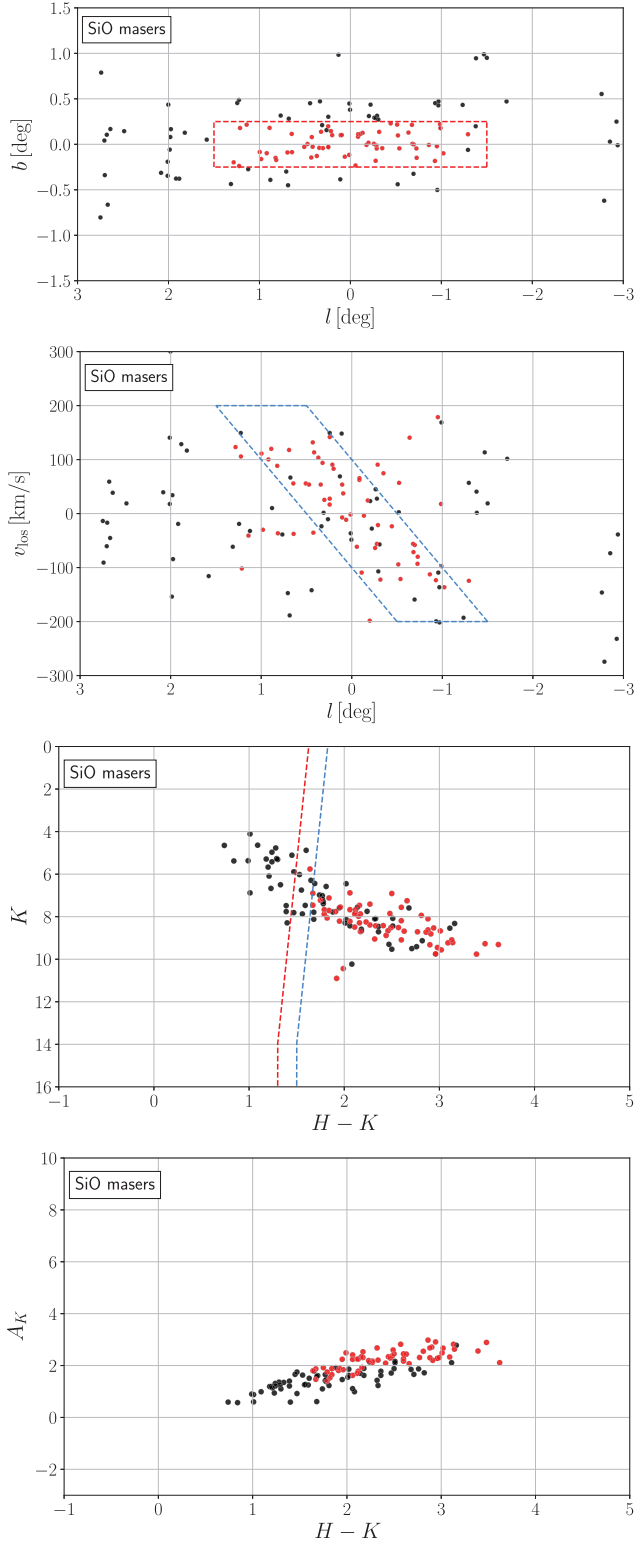 1.5
SiO masers
1.0
0.5
0.0
−0.5
−1.0
−1.5
b [deg]
3 2 1 0 −1 −2 −3
l [deg]
300
SiO masers
200
100
0
−100
−200
−300
v_los [km/s]
3 2 1 0 −1 −2 −3
l [deg]
0
SiO masers
2
4
6
8
10
12
14
16
K
−1 0 1 2 3 4 5
H − K
10
SiO masers
8
6
4
2
0
−2
A_K
−1 0 1 2 3 4 5
H − K